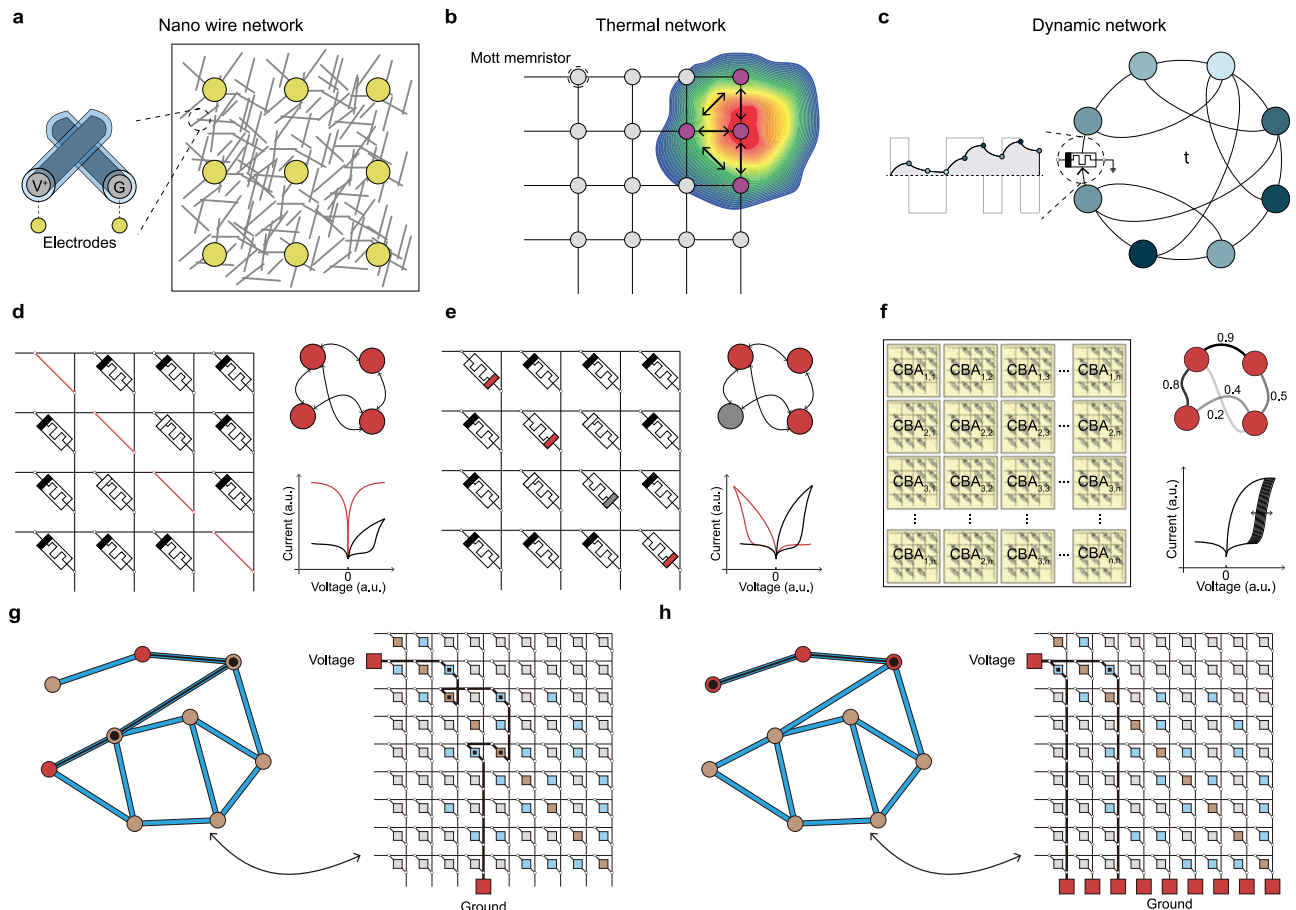 a
Nano wire network
V⁺
G
Electrodes
b
Thermal network
Mott memristor
c
Dynamic network
t
d
Current (a.u.)
0
Voltage (a.u.)
e
Current (a.u.)
0
Voltage (a.u.)
f
CBA1,1 CBA1,2 CBA1,3 ... CBA1,n
CBA2,1 CBA2,2 CBA2,3 ... CBA2,n
CBA3,1 CBA3,2 CBA3,3 ... CBA3,n
CBA1,n CBA2,n CBA3,n ... CBAn,n
0.9
0.8
0.4
0.5
0.2
Current (a.u.)
0
Voltage (a.u.)
g
Voltage
Ground
h
Voltage
Ground